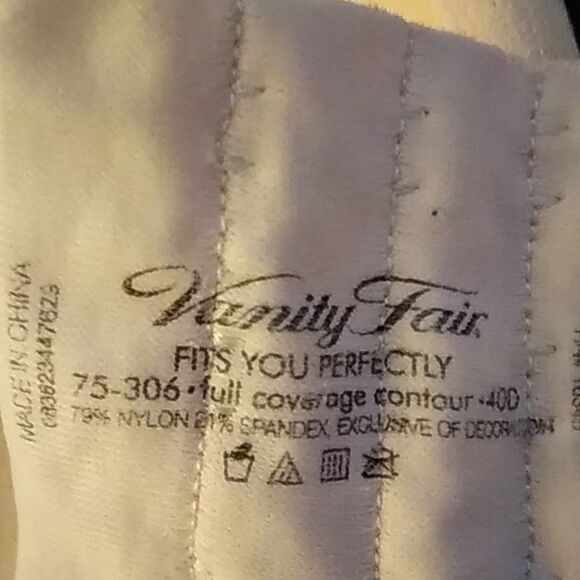 Vanity Fair
FITS YOU PERFECTLY
75-306•full coverage contour•40D
79% NYLON 21% SPANDEX, EXCLUSIVE OF DECORATION
MADE IN CHINA